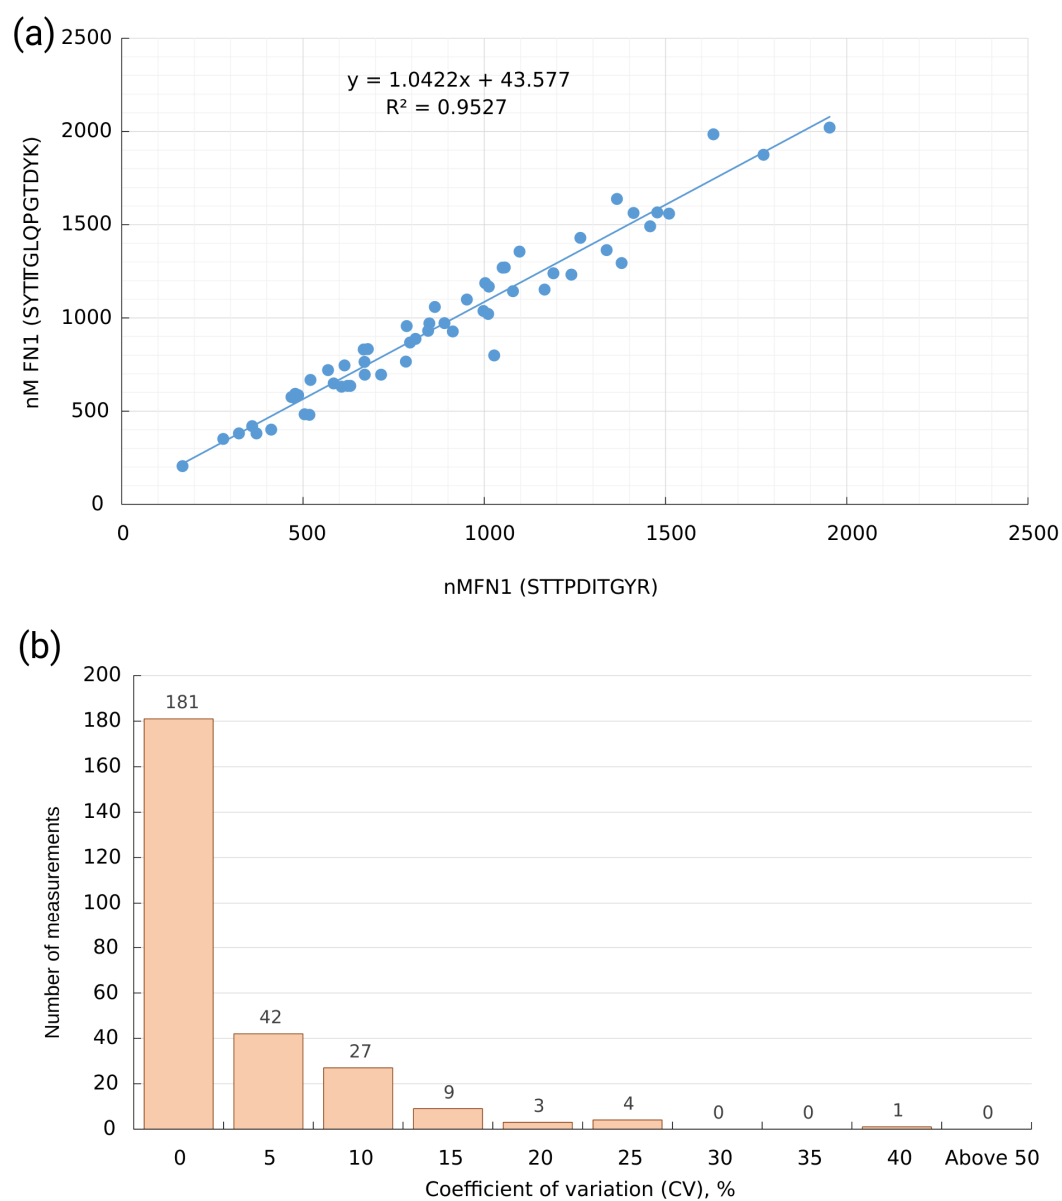 (a)
2500
2000
1500
1000
500
0
y = 1.0422x + 43.577
R² = 0.9527
nM FN1 (SYTITGLQPGTDYK)
0 500 1000 1500 2000 2500
nMFN1 (STTPDITGYR)
(b)
200
180
160
140
120
100
80
60
40
20
0
181 42 27 9 3 4 0 0 1 0
Number of measurements
0 5 10 15 20 25 30 35 40 Above 50
Coefficient of variation (CV), %